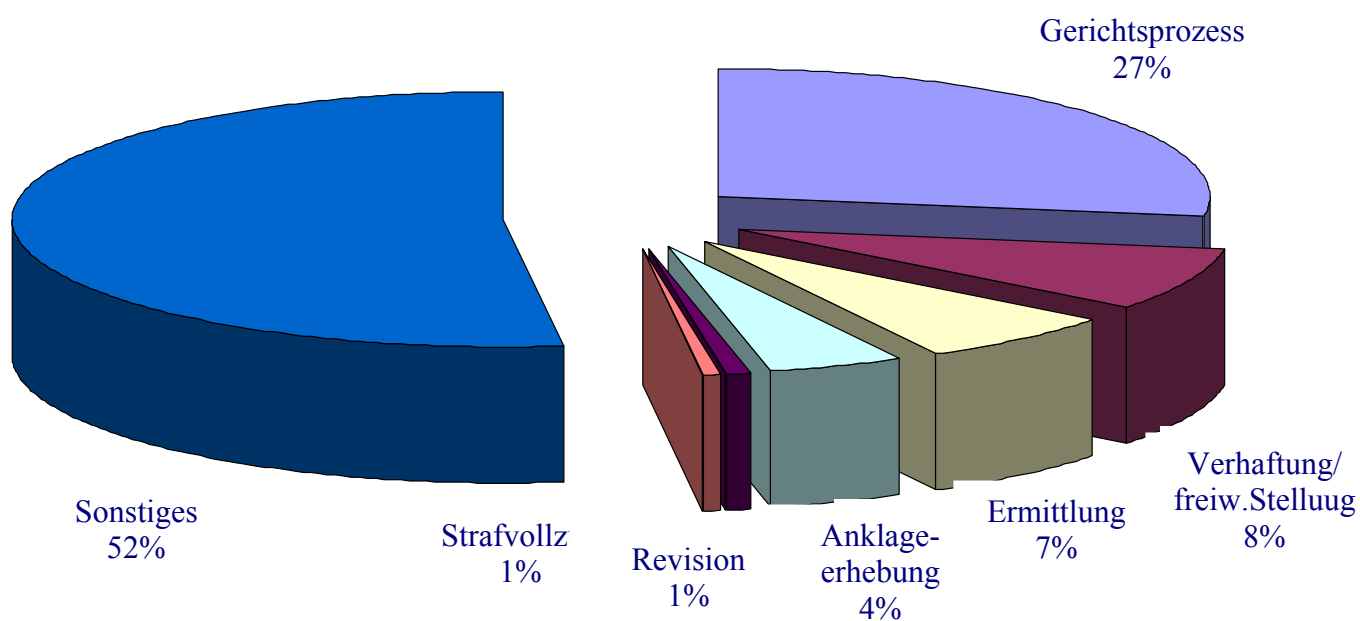 Gerichtsprozess
27%
Verhaftung/
freiw.Stelluug
8%
Ermittlung
7%
Anklage-
erhebung
4%
Revision
1%
Strafvollz
1%
Sonstiges
52%